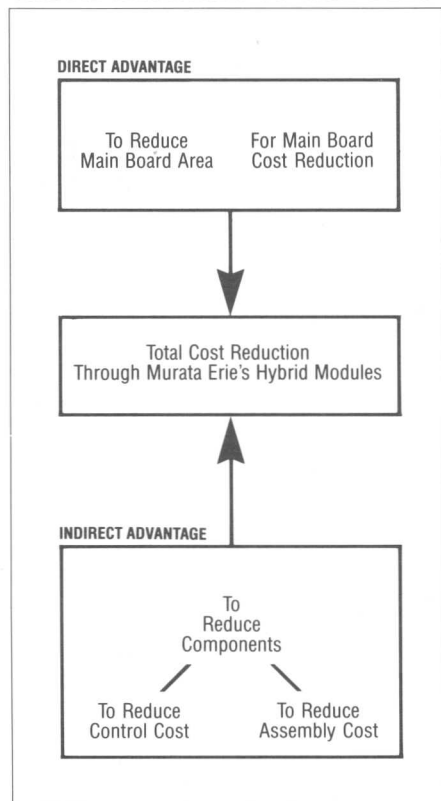 DIRECT ADVANTAGE
To Reduce
Main Board Area
For Main Board
Cost Reduction
Total Cost Reduction
Through Murata Erie's Hybrid Modules
INDIRECT ADVANTAGE
To
Reduce
Components
To Reduce
Control Cost
To Reduce
Assembly Cost